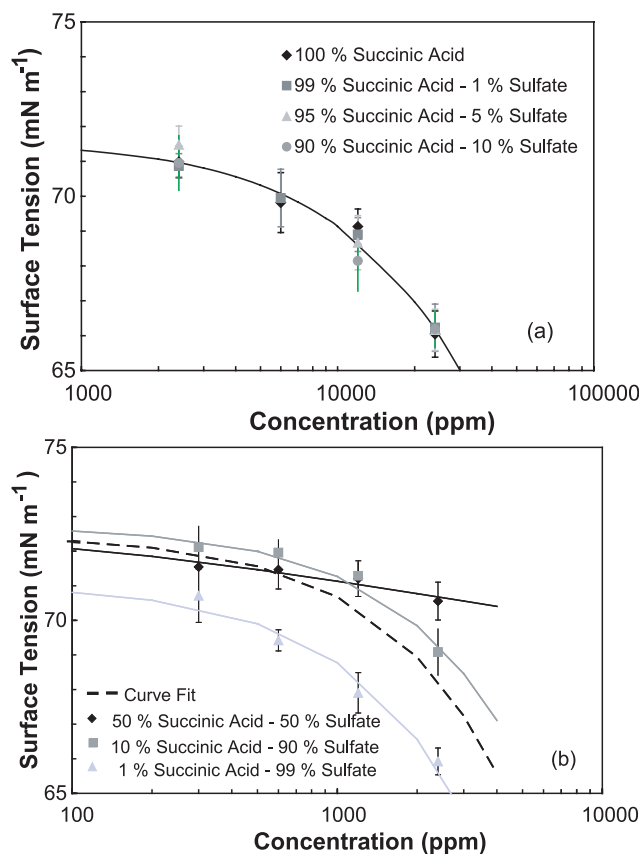 75
100 % Succinic Acid
99 % Succinic Acid - 1 % Sulfate
95 % Succinic Acid - 5 % Sulfate
90 % Succinic Acid - 10 % Sulfate
70
65
Surface Tension (mN m⁻¹)
(a)
1000 10000 100000
Concentration (ppm)
75
70
65
Surface Tension (mN m⁻¹)
Curve Fit
50 % Succinic Acid - 50 % Sulfate
10 % Succinic Acid - 90 % Sulfate
1 % Succinic Acid - 99 % Sulfate
(b)
100 1000 10000
Concentration (ppm)